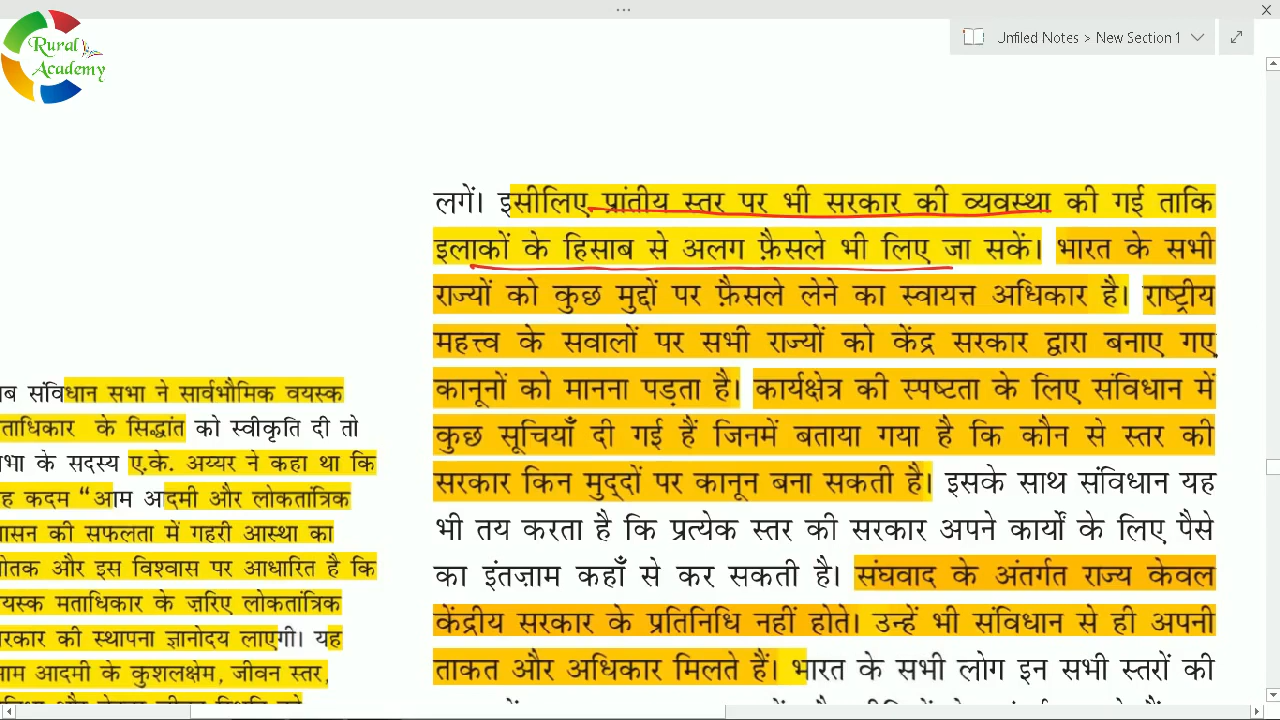 Rural
Academy
Jnfiled Notes > New Section 1
लगें। इसीलिए प्रांतीय स्तर पर भी सरकार की व्यवस्था की गई ताकि
इलाकों के हिसाब से अलग फ़ैसले भी लिए जा सकें। भारत के सभी
राज्यों को कुछ मुद्दों पर फ़ैसले लेने का स्वायत्त अधिकार है। राष्ट्रीय
महत्त्व के सवालों पर सभी राज्यों को केंद्र सरकार द्वारा बनाए गए
कानूनों को मानना पड़ता है। कार्यक्षेत्र की स्पष्टता के लिए संविधान में
कुछ सूचियाँ दी गई हैं जिनमें बताया गया है कि कौन से स्तर की
सरकार किन मुद्दों पर कानून बना सकती है। इसके साथ संविधान यह
भी तय करता है कि प्रत्येक स्तर की सरकार अपने कार्यों के लिए पैसे
का इंतज़ाम कहाँ से कर सकती है। संघवाद के अंतर्गत राज्य केवल
केंद्रीय सरकार के प्रतिनिधि नहीं होते। उन्हें भी संविधान से ही अपनी
ताकत और अधिकार मिलते हैं। भारत के सभी लोग इन सभी स्तरों की
संविधान सभा ने सार्वभौमिक वयस्क
के सिद्धांत को स्वीकृति दी तो
के सदस्य ए.के. अय्यर ने कहा था कि
कदम “आम आदमी और लोकतांत्रिक
की सफलता में गहरी आस्था का
और इस विश्वास पर आधारित है कि
मताधिकार के ज़रिए लोकतांत्रिक
की स्थापना ज्ञानोदय लाएगी। यह
आदमी के कुशलक्षेम, जीवन स्तर,